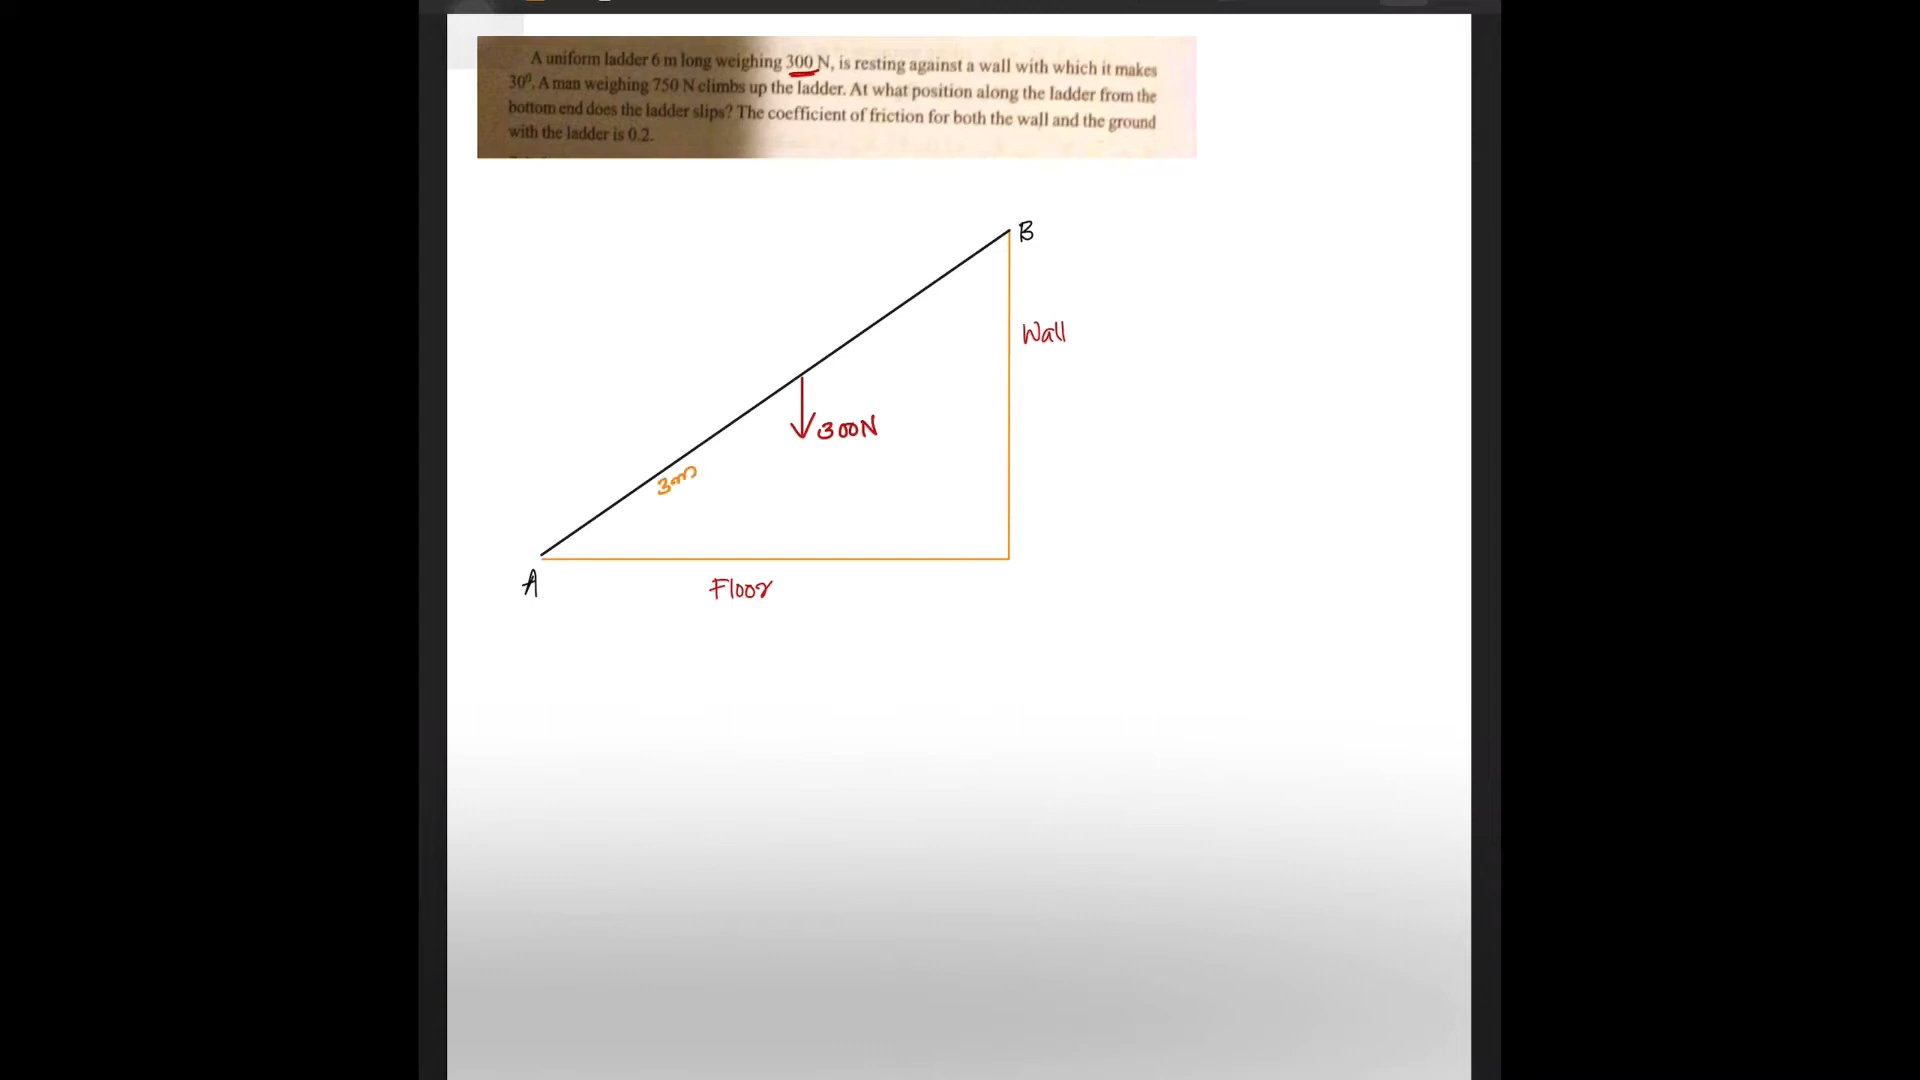 A uniform ladder 6 m long weighing 300 N, is resting against a wall with which it makes
30⁰. A man weighing 750 N climbs up the ladder. At what position along the ladder from the
bottom end does the ladder slips? The coefficient of friction for both the wall and the ground
with the ladder is 0.2.
B
Wall
300N
3m
A
Floor